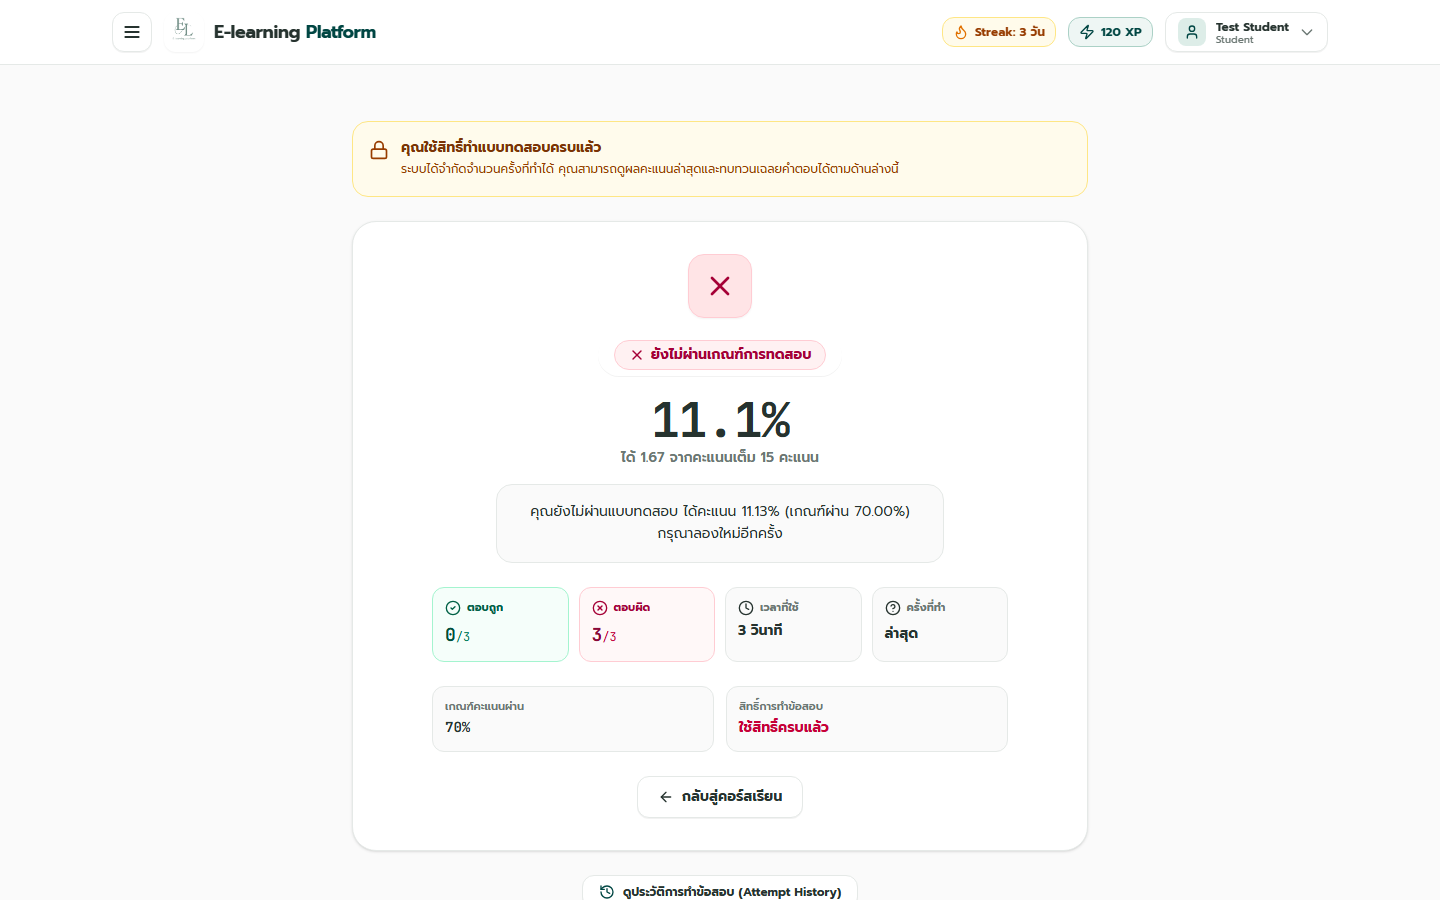 EL
E-learning Platform
Streak: 3 วัน
120 XP
Test Student
Student
คุณใช้สิทธิ์ทำแบบทดสอบครบแล้ว
ระบบได้จำกัดจำนวนครั้งที่ทำได้ คุณสามารถดูผลคะแนนล่าสุดและทบทวนเฉลยคำตอบได้ตามด้านล่างนี้
ยังไม่ผ่านเกณฑ์การทดสอบ
11.1%
ได้ 1.67 จากคะแนนเต็ม 15 คะแนน
คุณยังไม่ผ่านแบบทดสอบ ได้คะแนน 11.13% (เกณฑ์ผ่าน 70.00%)
กรุณาลองใหม่อีกครั้ง
ตอบถูก
0/3
ตอบผิด
3/3
เวลาที่ใช้
3 วินาที
ครั้งที่ทำ
ล่าสุด
เกณฑ์คะแนนผ่าน
70%
สิทธิ์การทำข้อสอบ
ใช้สิทธิ์ครบแล้ว
กลับสู่คอร์สเรียน
ดูประวัติการทำข้อสอบ (Attempt History)